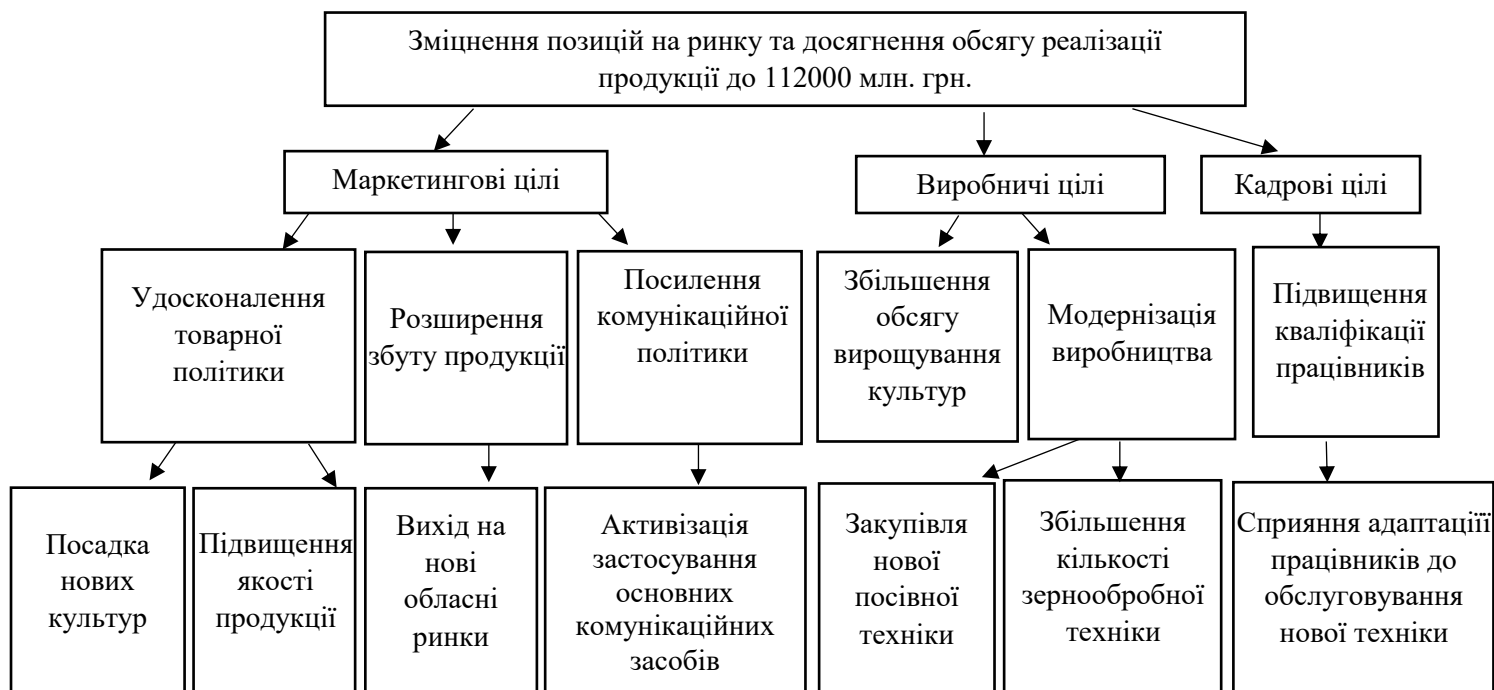 Зміцнення позицій на ринку та досягнення обсягу реалізації
продукції до 112000 млн. грн.
Маркетингові цілі
Виробничі цілі
Кадрові цілі
Удосконалення
товарної
політики
Розширення
збуту продукції
Посилення
комунікаційної
політики
Збільшення
обсягу
вирощування
культур
Модернізація
виробництва
Підвищення
кваліфікації
працівників
Посадка
нових
культур
Підвищення
якості
продукції
Вихід на
нові
обласні
ринки
Активізація
застосування
основних
комунікаційних
засобів
Закупівля
нової
посівної
техніки
Збільшення
кількості
зернообробної
техніки
Сприяння адаптаціїї
працівників до
обслуговування
нової техніки